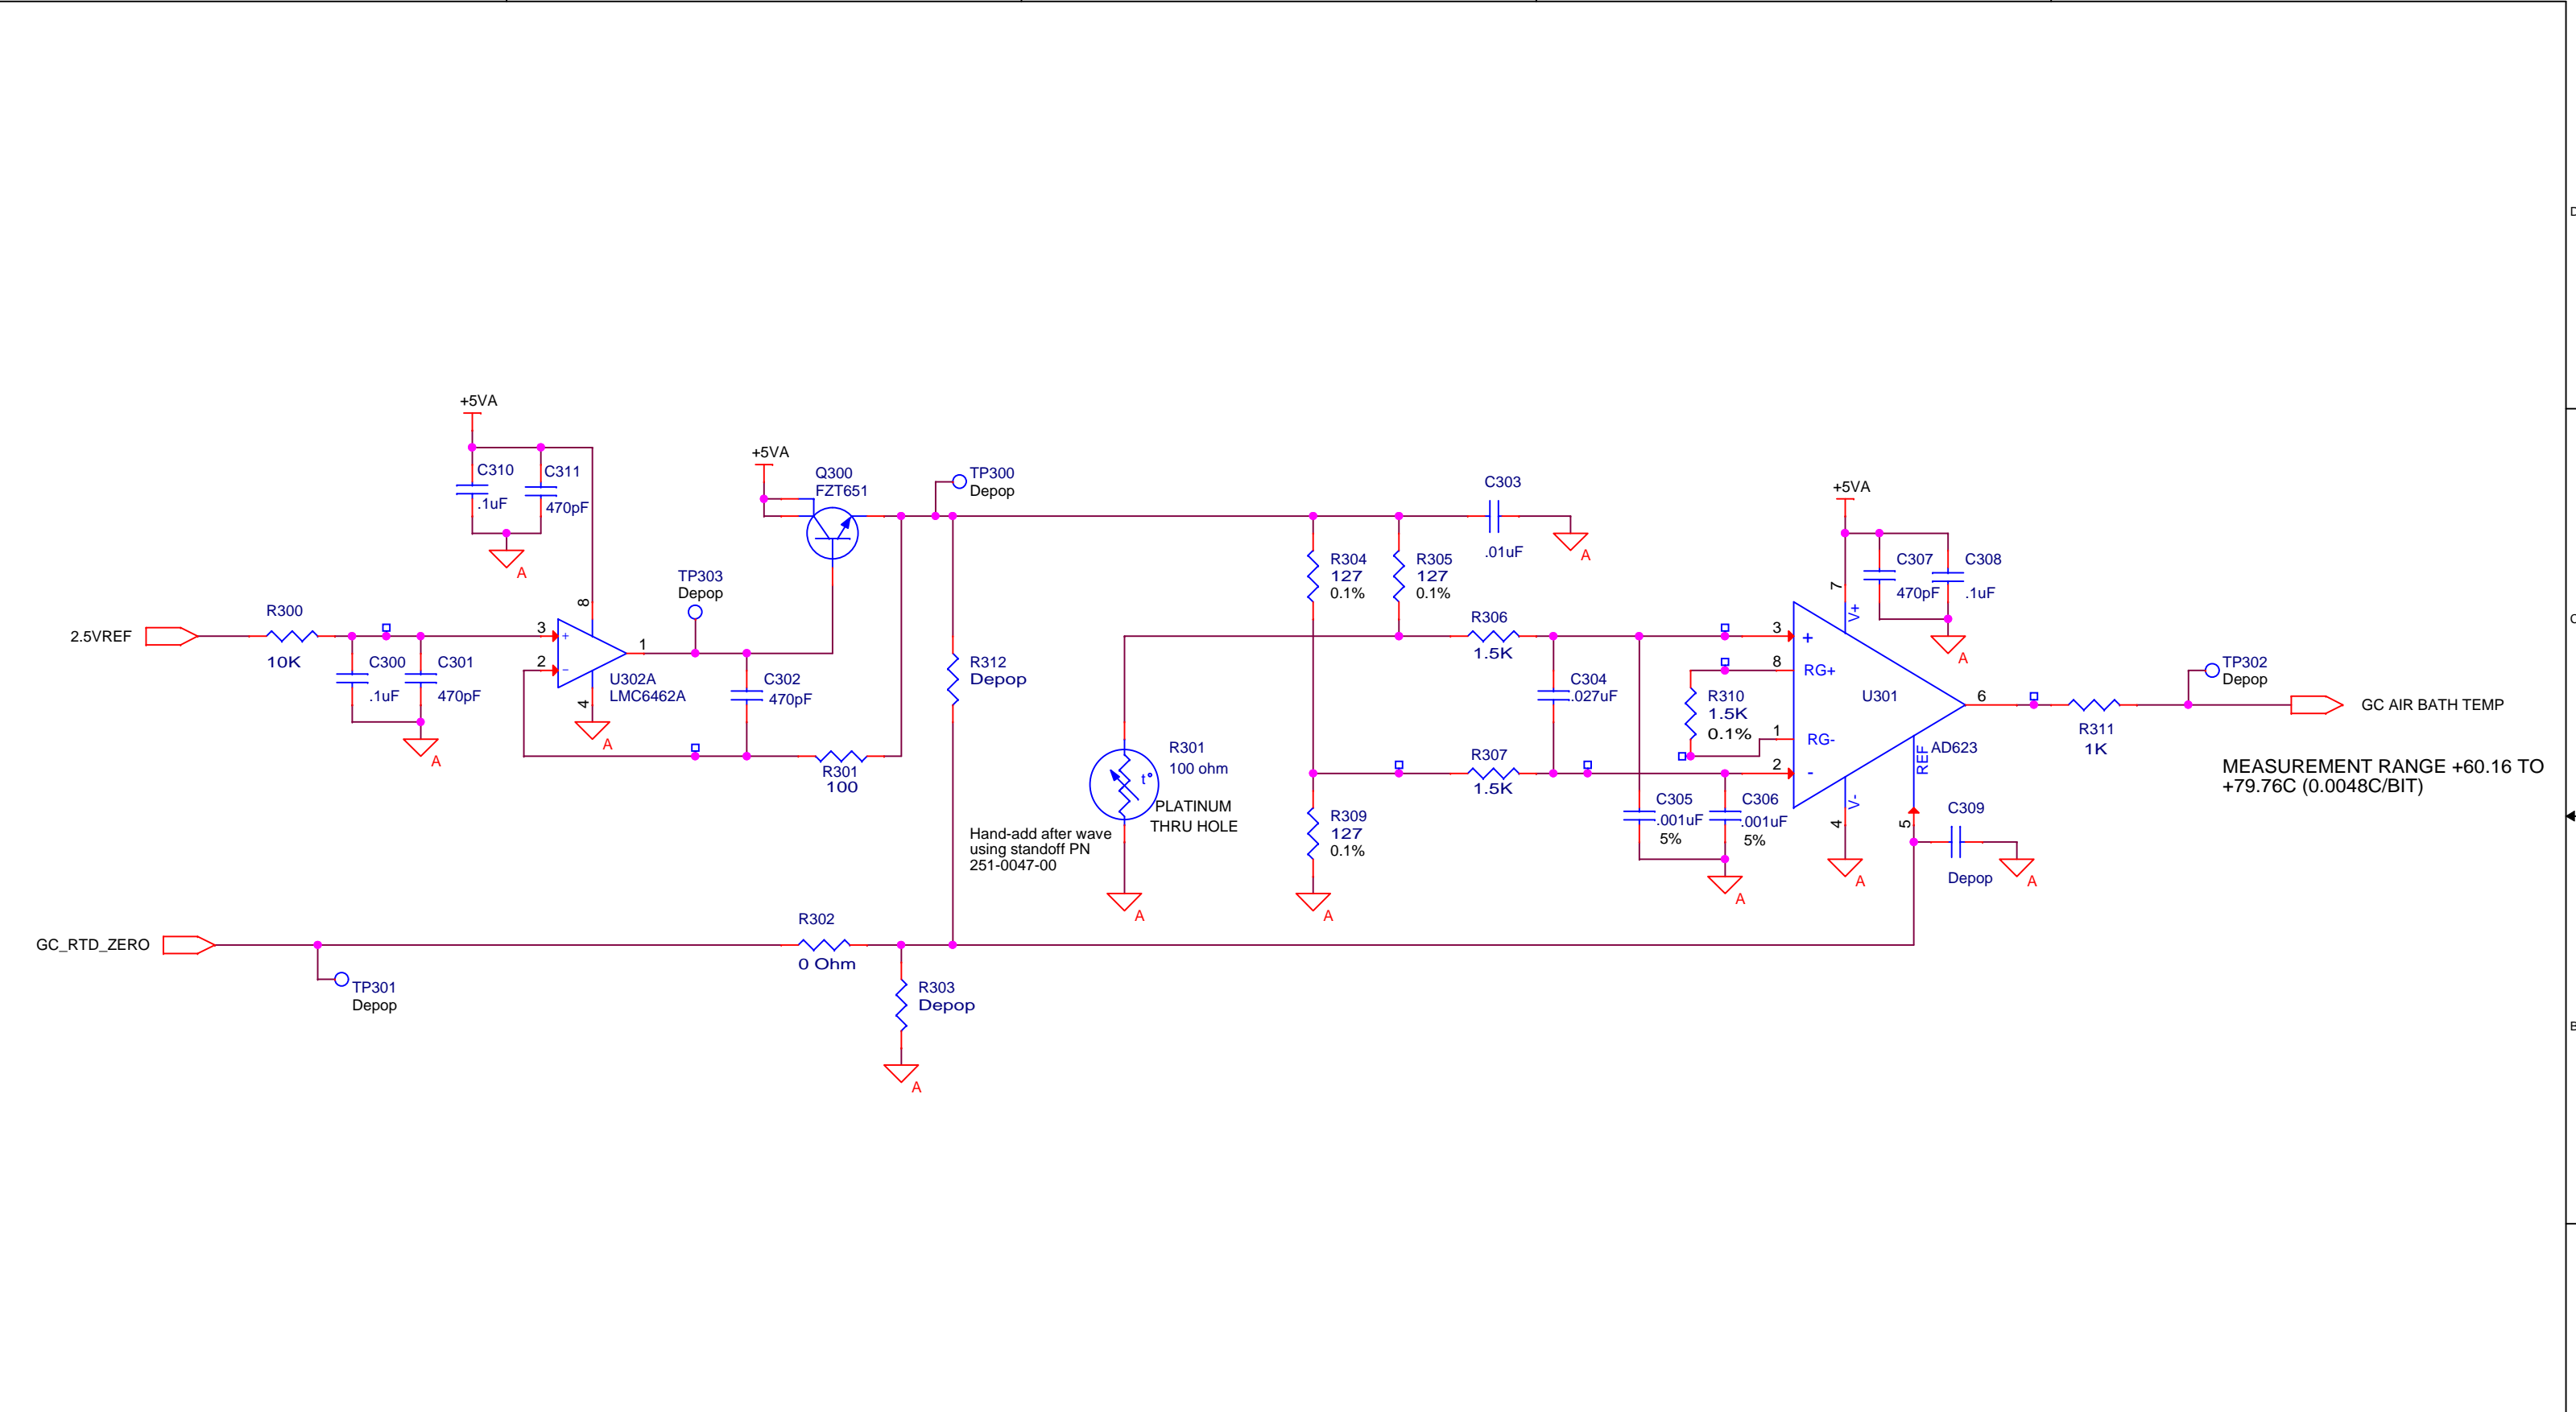 D
+5VA
C310
.1uF
C311
470pF
A
+5VA
Q300
FZT651
TP300
Depop
C303
.01uF
A
+5VA
C307
470pF
C308
.1uF
A
TP303
Depop
R304
127
0.1%
R305
127
0.1%
2.5VREF
R300
10K
C300
.1uF
C301
470pF
A
3
2
8
1
4
+
-
U302A
LMC6462A
A
C302
470pF
R301
100
R312
Depop
R306
1.5K
C304
.027uF
R307
1.5K
R310
1.5K
0.1%
3
8
1
2
7
4
5
6
+
RG+
RG-
-
V+
V-
REF
U301
AD623
C
R311
1K
TP302
Depop
GC AIR BATH TEMP
MEASUREMENT RANGE +60.16 TO
+79.76C (0.0048C/BIT)
R301
100 ohm
t°
PLATINUM
THRU HOLE
Hand-add after wave
using standoff PN
251-0047-00
A
R309
127
0.1%
A
C305
.001uF
5%
C306
.001uF
5%
A
A
C309
Depop
A
GC_RTD_ZERO
TP301
Depop
R302
0 Ohm
R303
Depop
A
B